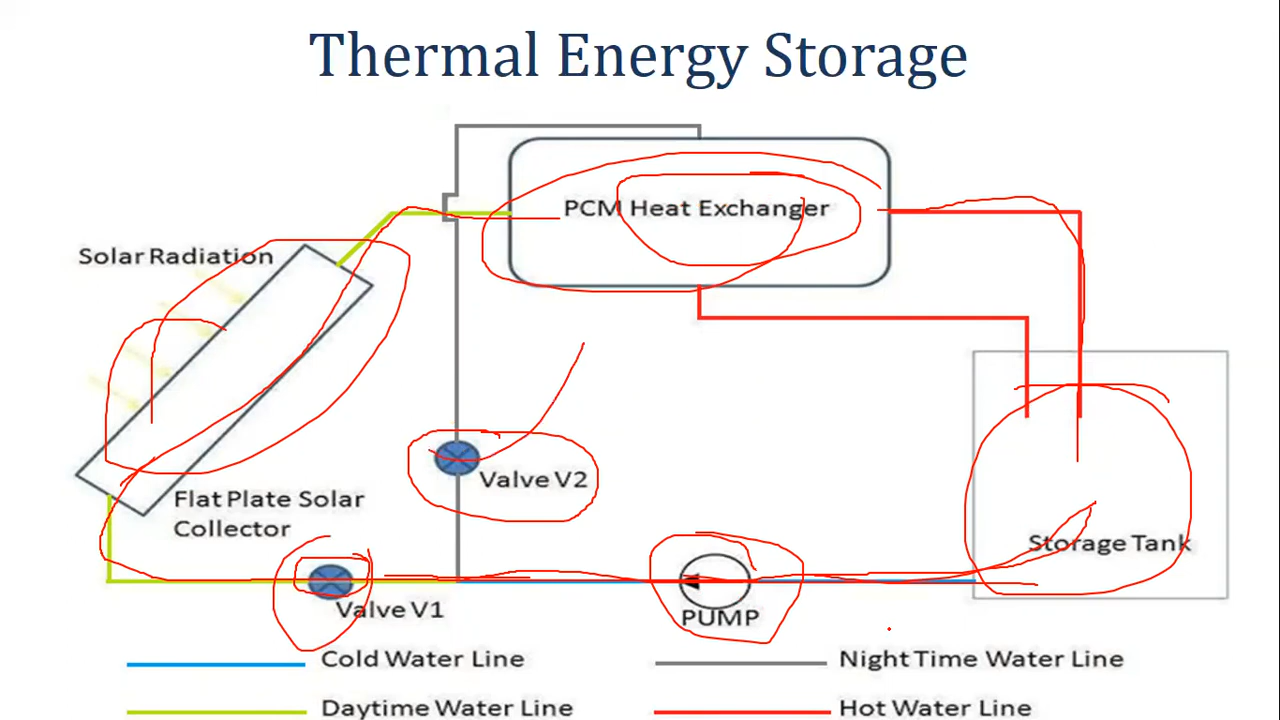 Thermal Energy Storage
PCM Heat Exchanger
Solar Radiation
Valve V2
Flat Plate Solar
Collector
Storage Tank
Valve V1
PUMP
Cold Water Line
Night Time Water Line
Daytime Water Line
Hot Water Line